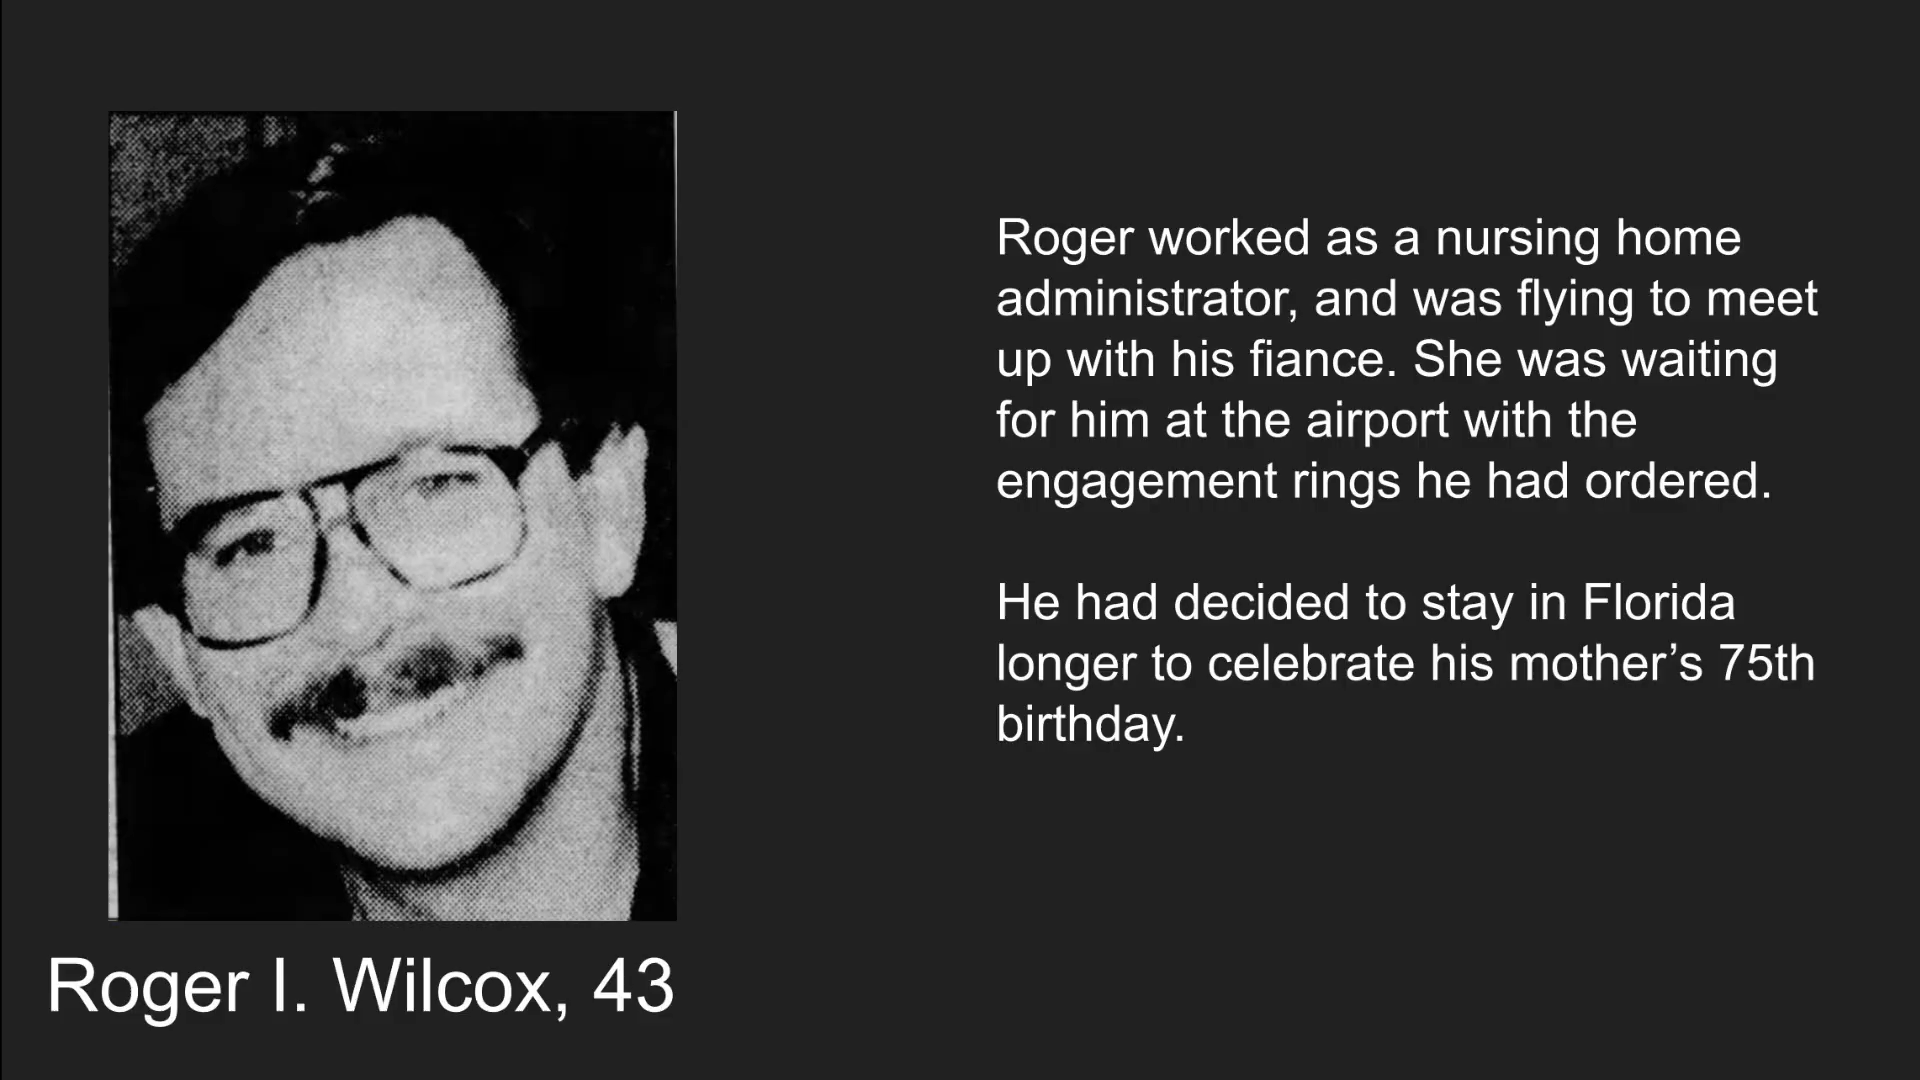 Roger worked as a nursing home
administrator, and was flying to meet
up with his fiance. She was waiting
for him at the airport with the
engagement rings he had ordered.
He had decided to stay in Florida
longer to celebrate his mother’s 75th
birthday.
Roger I. Wilcox, 43